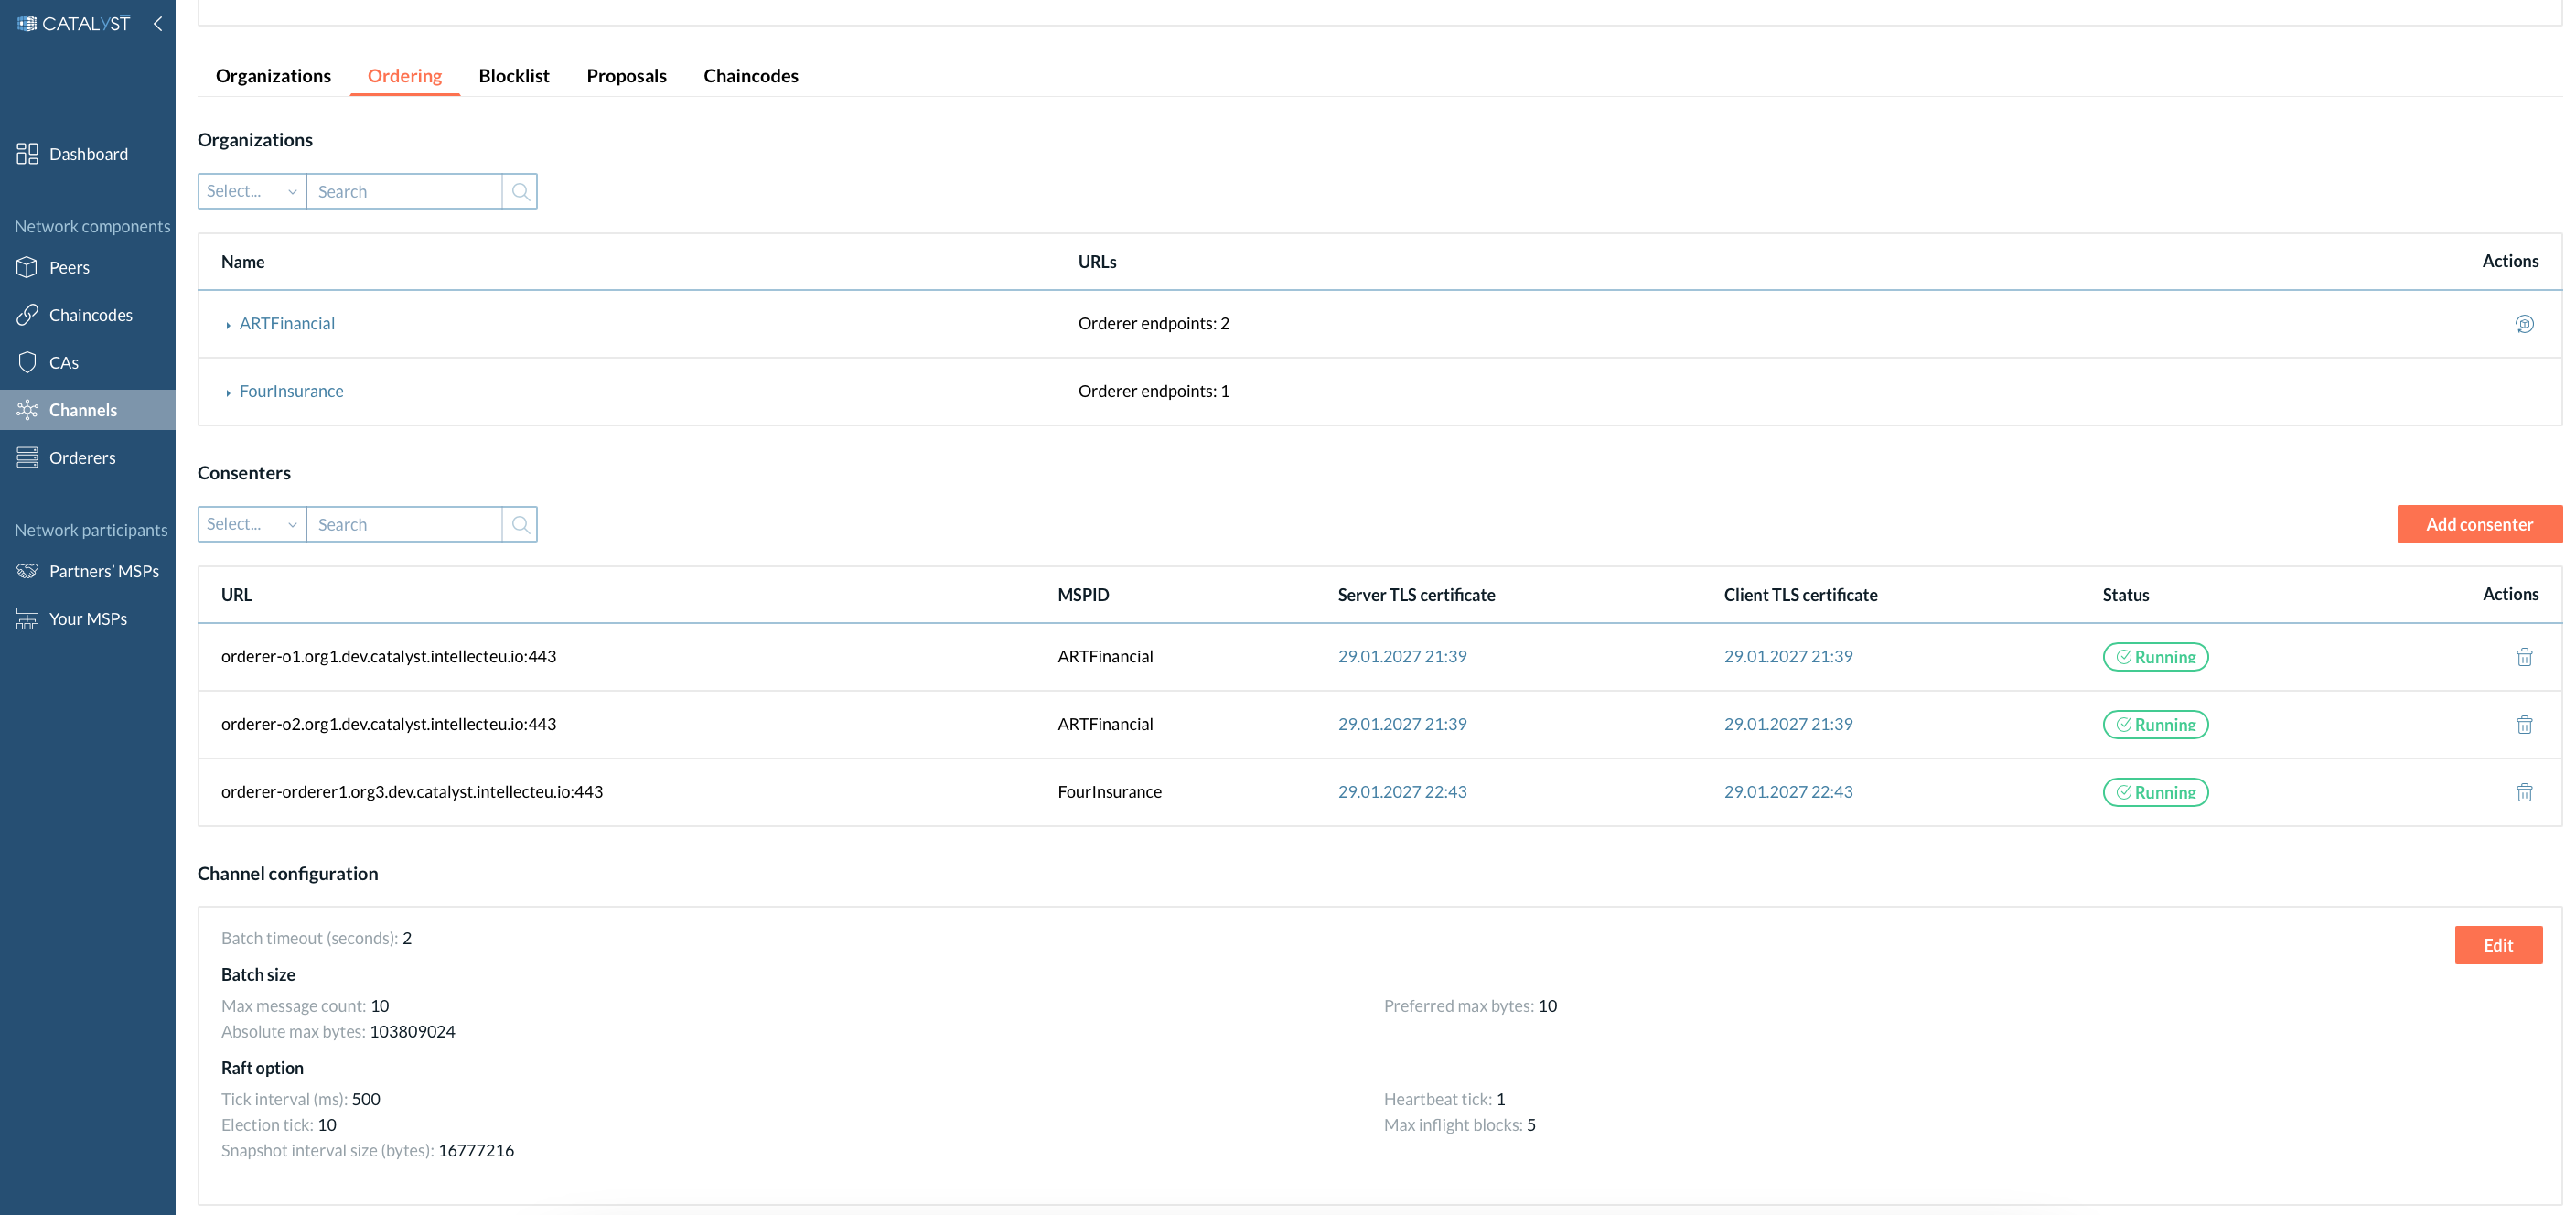 CATALYST
Dashboard
Network components
Peers
Chaincodes
CAs
Channels
Orderers
Network participants
Partners’ MSPs
Your MSPs
Organizations Ordering Blocklist Proposals Chaincodes
Organizations
Select... Search
Name URLs Actions
ARTFinancial Orderer endpoints: 2
FourInsurance Orderer endpoints: 1
Consenters
Select... Search Add consenter
URL MSPID Server TLS certificate Client TLS certificate Status Actions
orderer-o1.org1.dev.catalyst.intellecteu.io:443 ARTFinancial 29.01.2027 21:39 29.01.2027 21:39 Running
orderer-o2.org1.dev.catalyst.intellecteu.io:443 ARTFinancial 29.01.2027 21:39 29.01.2027 21:39 Running
orderer-orderer1.org3.dev.catalyst.intellecteu.io:443 FourInsurance 29.01.2027 22:43 29.01.2027 22:43 Running
Channel configuration
Batch timeout (seconds): 2 Edit
Batch size
Max message count: 10 Preferred max bytes: 10
Absolute max bytes: 103809024
Raft option
Tick interval (ms): 500 Heartbeat tick: 1
Election tick: 10 Max inflight blocks: 5
Snapshot interval size (bytes): 16777216